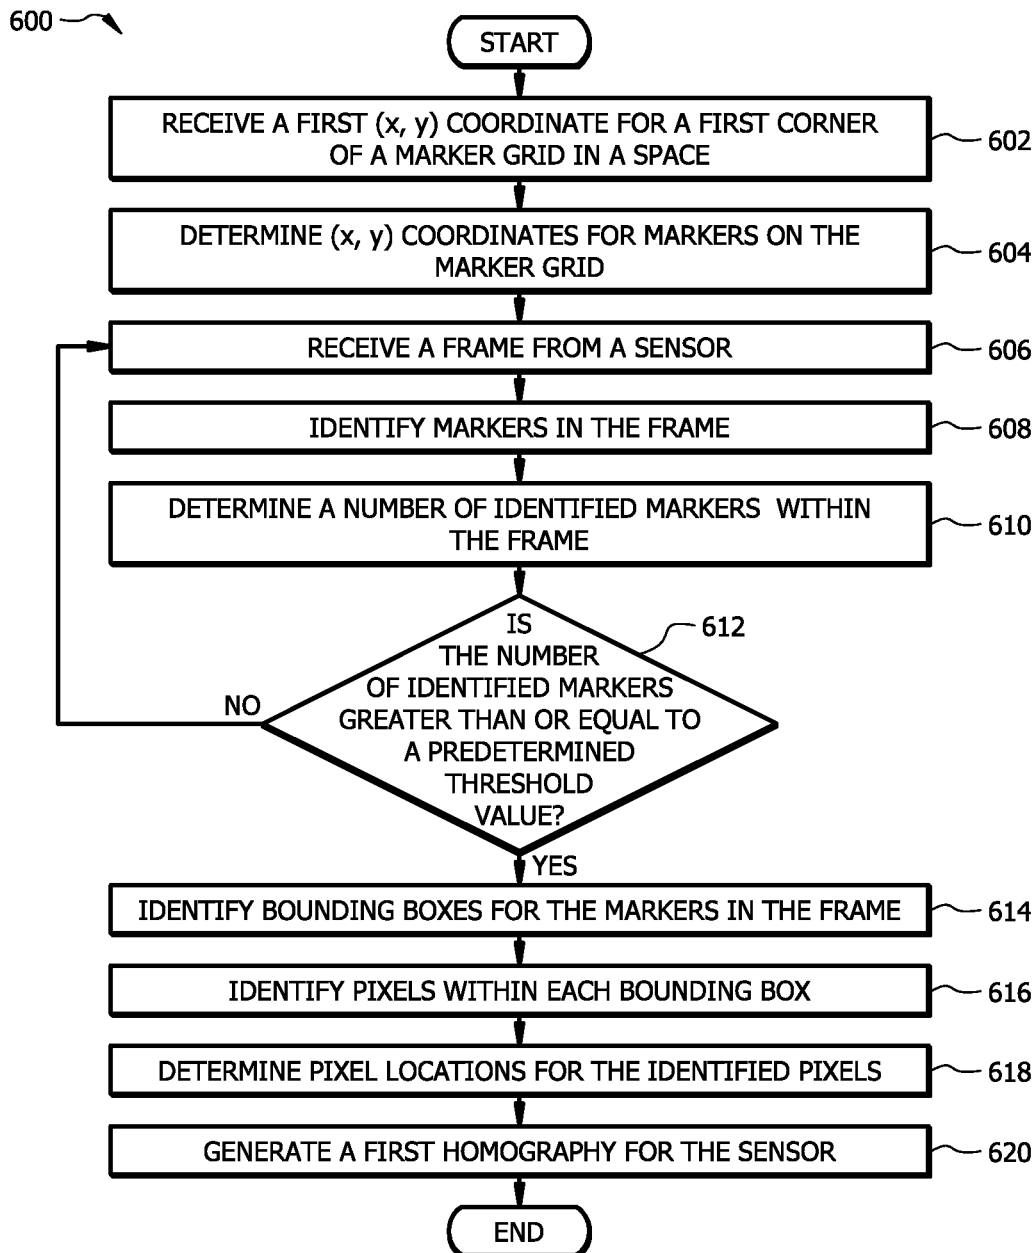 600
START
RECEIVE A FIRST (x, y) COORDINATE FOR A FIRST CORNER
OF A MARKER GRID IN A SPACE
602
DETERMINE (x, y) COORDINATES FOR MARKERS ON THE
MARKER GRID
604
RECEIVE A FRAME FROM A SENSOR
606
IDENTIFY MARKERS IN THE FRAME
608
DETERMINE A NUMBER OF IDENTIFIED MARKERS WITHIN
THE FRAME
610
IS
THE NUMBER
OF IDENTIFIED MARKERS
GREATER THAN OR EQUAL TO
A PREDETERMINED
THRESHOLD
VALUE?
612
NO
YES
IDENTIFY BOUNDING BOXES FOR THE MARKERS IN THE FRAME
614
IDENTIFY PIXELS WITHIN EACH BOUNDING BOX
616
DETERMINE PIXEL LOCATIONS FOR THE IDENTIFIED PIXELS
618
GENERATE A FIRST HOMOGRAPHY FOR THE SENSOR
620
END